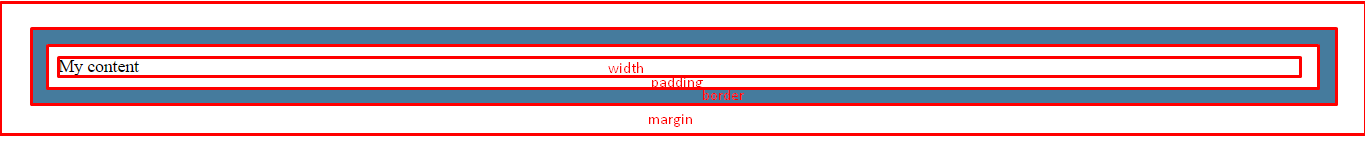 My content
width
padding
border
margin